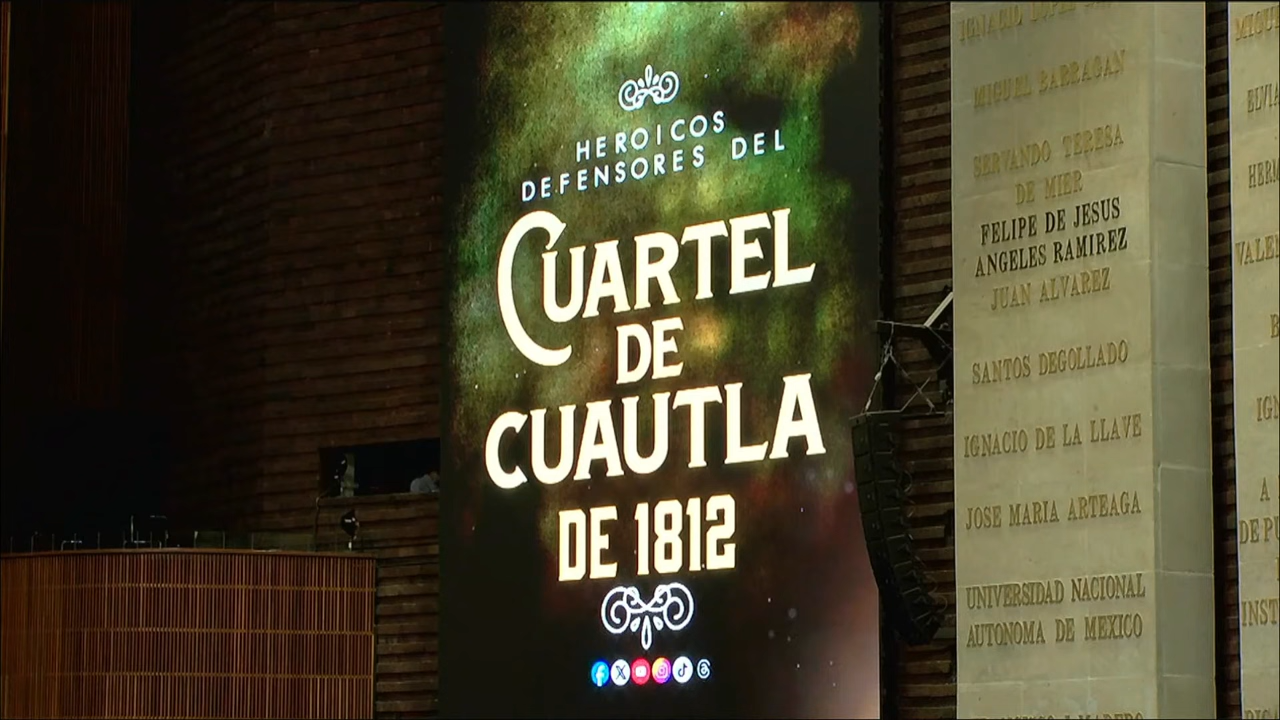 HEROICOS
DEFENSORES DEL
CUARTEL
DE
CUAUTLA
DE 1812
MIGUEL BARRAGAN
SERVANDO TERESA
DE MIER
FELIPE DE JESUS
ANGELES RAMIREZ
JUAN ALVAREZ
SANTOS DEGOLLADO
IGNACIO DE LA LLAVE
JOSE MARIA ARTEAGA
UNIVERSIDAD NACIONAL
AUTONOMA DE MEXICO